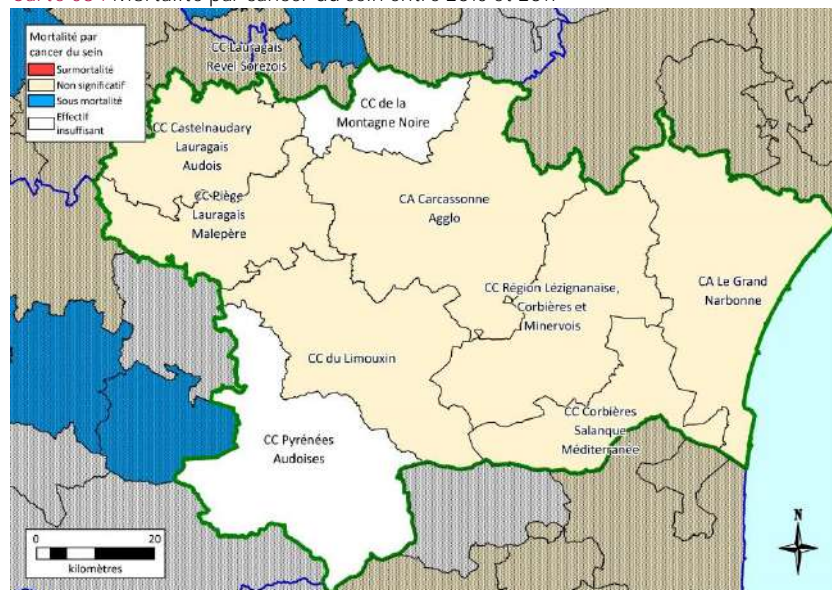 Mortalité par
cancer du sein
Surmortalité
Non significatif
Sous mortalité
Effectif
insuffisant
CC Lauragais
Revel Sorezois
CC de la
Montagne Noire
CC Castelnaudary
Lauragais
Audois
CC Piège
Lauragais
Malepère
CA Carcassonne
Agglo
CC Région Lézignanaise,
Corbières et
Minervois
CA Le Grand
Narbonne
CC du Limouxin
CC Corbières
Salanque
Méditerranée
CC Pyrénées
Audoises
0 20
kilomètres
N